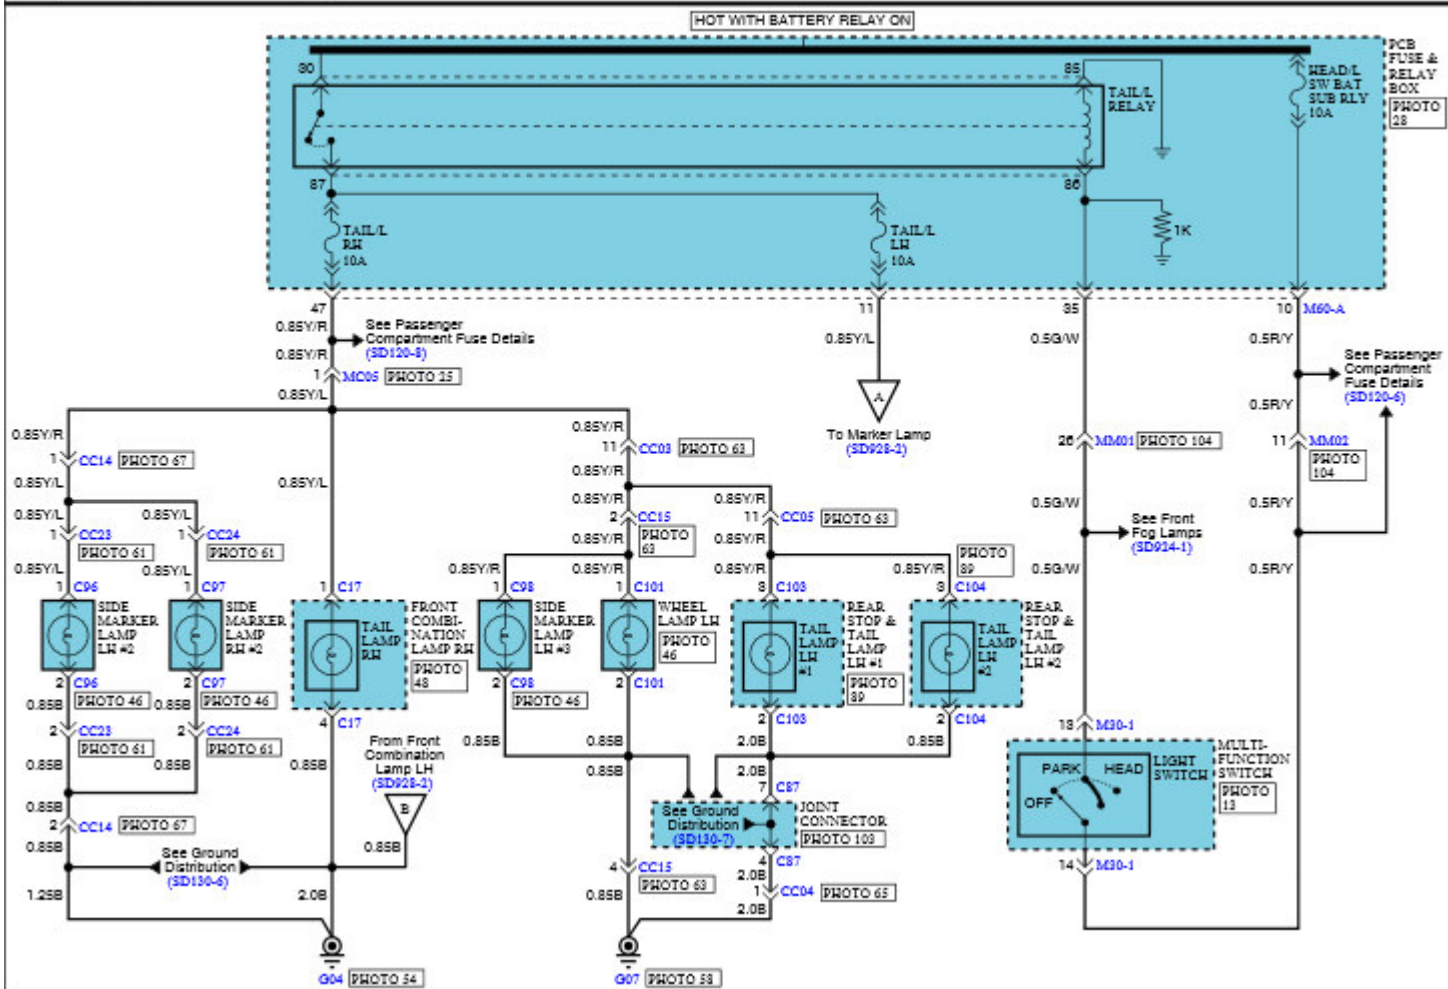 HOT WITH BATTERY RELAY ON
PCB
FUSE &
RELAY
BOX
PHOTO
28
30
85
TAIL/L
RELAY
HEAD/L
SW BAT
SUB RLY
10A
87
86
TAIL/L
RH
10A
TAIL/L
LH
10A
1K
47
11
35
10 M60-A
0.85Y/R
See Passenger
Compartment Fuse Details
(SD120-8)
0.85Y/R
1 MC05 PHOTO 25
0.85Y/L
0.85Y/L
A
To Marker Lamp
(SD928-2)
0.5G/W
0.5R/Y
See Passenger
Compartment
Fuse Details
(SD120-6)
0.5R/Y
26 MM01 PHOTO 104
11 MM02
PHOTO
104
0.85Y/R
1 CC14 PHOTO 67
0.85Y/L
0.85Y/L
0.85Y/L
0.85Y/L
1 CC23
PHOTO 61
1 CC24
PHOTO 61
0.85Y/L
0.85Y/L
0.85Y/R
11 CC03 PHOTO 63
0.85Y/R
0.85Y/R
0.85Y/R
2 CC15
PHOTO
63
11 CC05 PHOTO 63
0.85Y/R
0.85Y/R
0.85Y/R
0.85Y/R
0.85Y/R
PHOTO
89
0.5G/W
0.5R/Y
See Front
Fog Lamps
(SD924-1)
0.5G/W
0.5R/Y
1 C96
1 C97
1 C17
1 C98
1 C101
3 C103
3 C104
SIDE
MARKER
LAMP
LH #2
SIDE
MARKER
LAMP
RH #2
TAIL
LAMP
RH
FRONT
COMBI-
NATION
LAMP RH
PHOTO
48
SIDE
MARKER
LAMP
LH #3
WHEEL
LAMP LH
PHOTO
46
TAIL
LAMP
LH
#1
REAR
STOP &
TAIL
LAMP
LH #1
PHOTO
89
TAIL
LAMP
LH
#2
REAR
STOP &
TAIL
LAMP
LH #2
2 C96
PHOTO 46
2 C97
PHOTO 46
4 C17
2 C98
PHOTO 46
2 C101
2 C103
2 C104
0.85B
0.85B
2 CC23
PHOTO 61
2 CC24
PHOTO 61
0.85B
0.85B
0.85B
From Front
Combination
Lamp LH
(SD928-2)
B
0.85B
0.85B
0.85B
2.0B
0.85B
0.85B
2.0B
7 C87
See Ground
Distribution
(SD130-7)
JOINT
CONNECTOR
PHOTO 103
4 C87
2.0B
1 CC04 PHOTO 65
2.0B
13 M30-1
PARK
HEAD
OFF
LIGHT
SWITCH
MULTI-
FUNCTION
SWITCH
PHOTO
13
14 M30-1
0.85B
2 CC14 PHOTO 67
0.85B
See Ground
Distribution
(SD130-6)
1.25B
2.0B
4 CC15
PHOTO 63
0.85B
G04 PHOTO 54
G07 PHOTO 58